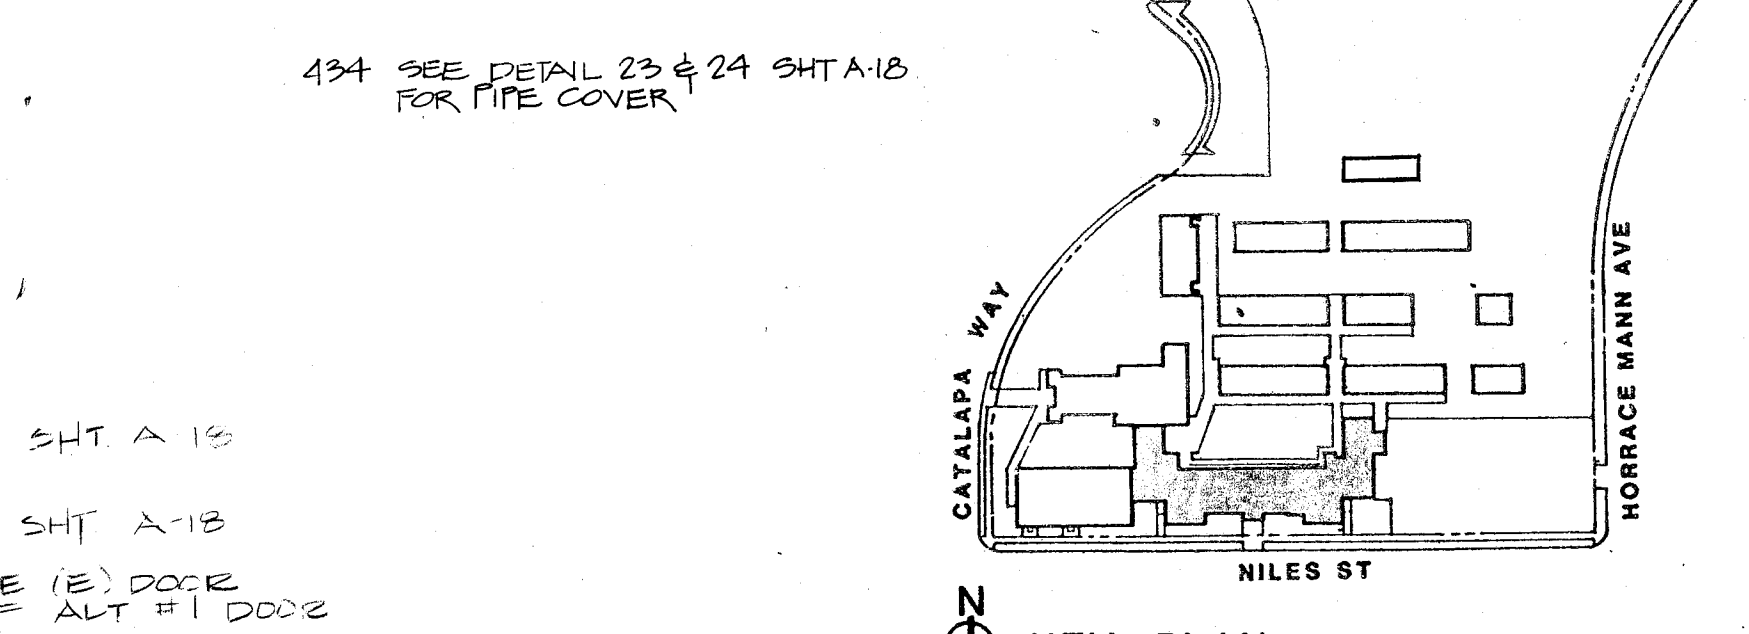 434 SEE DETAIL 23 & 24 SHT A-18
FOR PIPE COVER
SHT. A-18
SHT A-18
(E) DOOR
ALT #1 DOOR
CATALAPA WAY
HORRACE MANN AVE
NILES ST
N